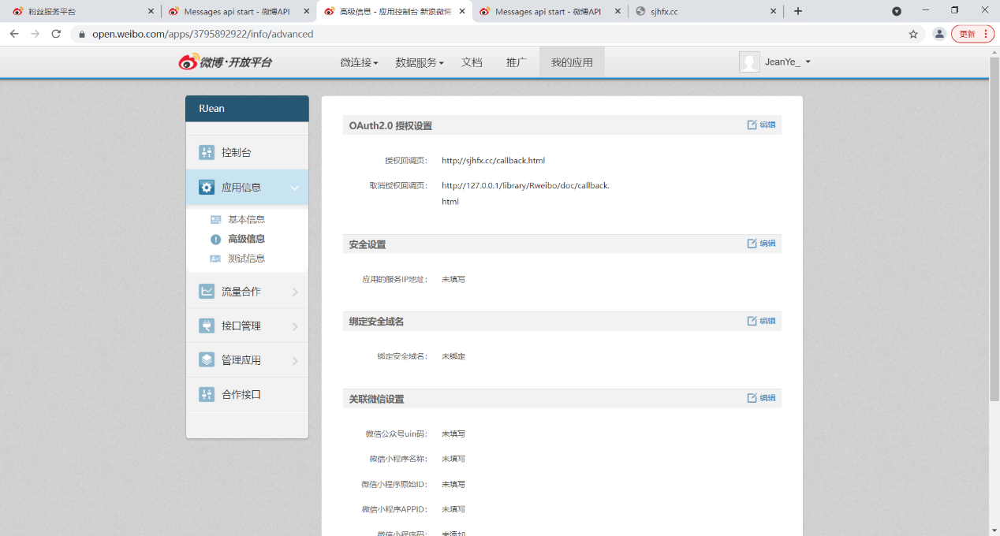 粉丝服务平台
Messages api start - 微博API
高级信息 - 应用控制台 新浪微博
Messages api start - 微博API
sjhfx.cc
open.weibo.com/apps/3795892922/info/advanced
更新
微博·开放平台
微连接
数据服务
文档
推广
我的应用
JeanYe_
RJean
控制台
应用信息
基本信息
高级信息
测试信息
流量合作
接口管理
管理应用
合作接口
OAuth2.0 授权设置
编辑
授权回调页： http://sjhfx.cc/callback.html
取消授权回调页： http://127.0.0.1/library/Rweibo/doc/callback.
html
安全设置
编辑
应用的服务IP地址： 未填写
绑定安全域名
编辑
绑定安全域名： 未绑定
关联微信设置
编辑
微信公众号uin码： 未填写
微信小程序名称： 未填写
微信小程序原始ID： 未填写
微信小程序APPID： 未填写
微信小程序码： 未添加